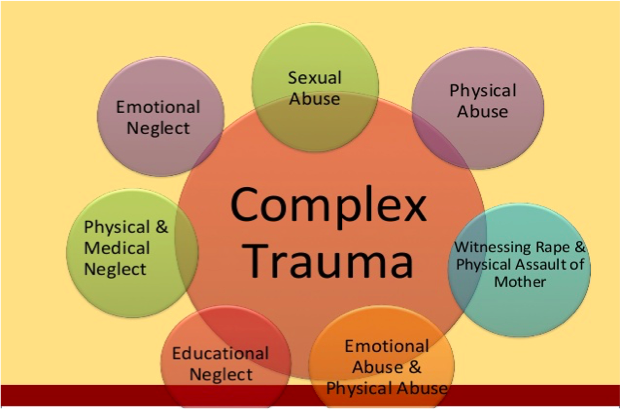 Sexual
Abuse
Physical
Abuse
Emotional
Neglect
Complex
Trauma
Physical &
Medical
Neglect
Witnessing Rape &
Physical Assault of
Mother
Educational
Neglect
Emotional
Abuse &
Physical Abuse